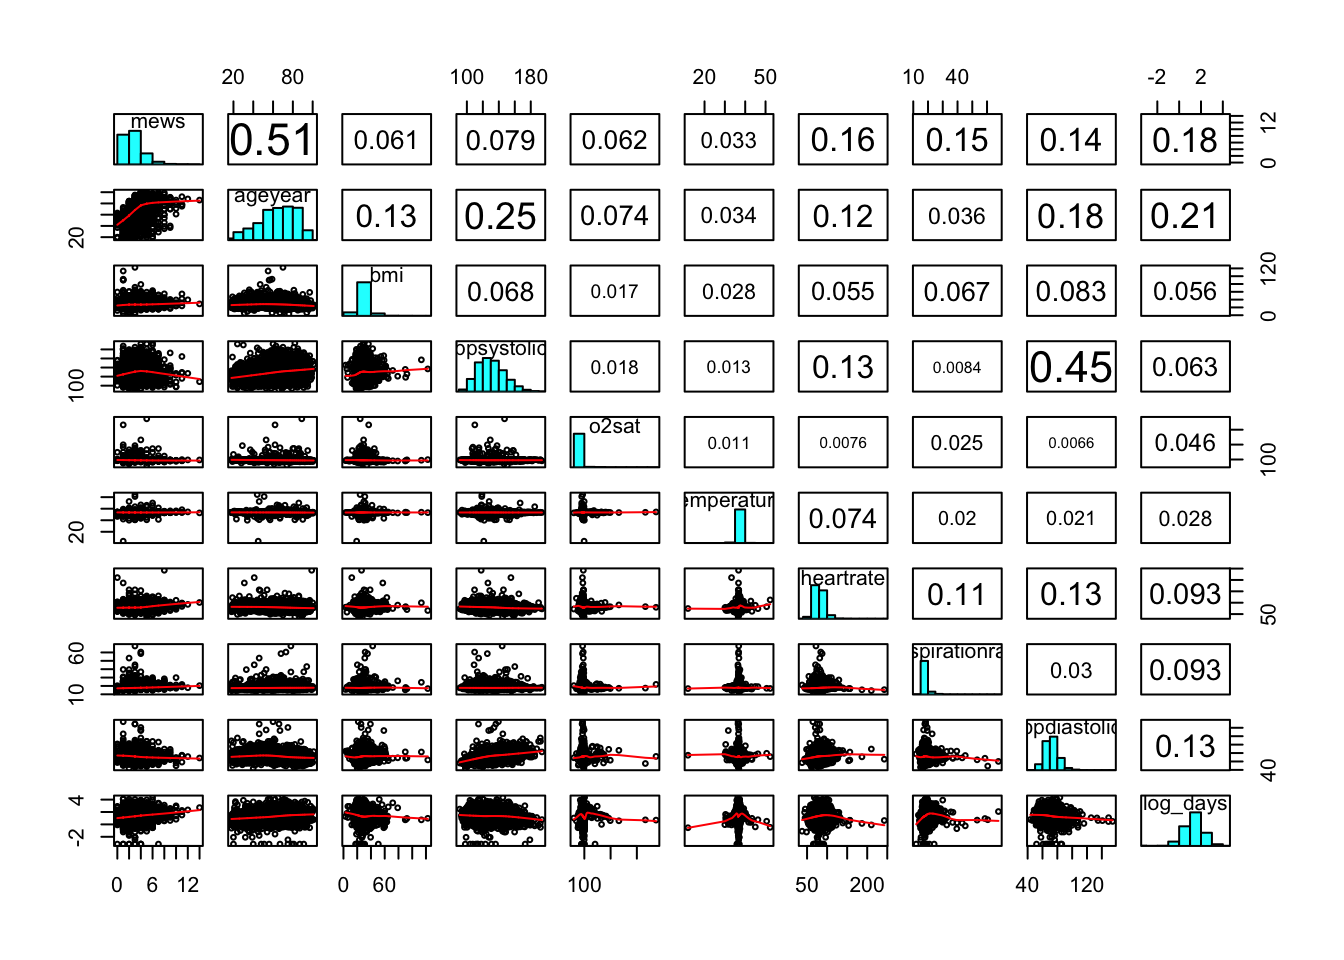 20 80 100 180 20 50 10 40 -2 2
mews 0.51 0.061 0.079 0.062 0.033 0.16 0.15 0.14 0.18 0 12
20 ageyear 0.13 0.25 0.074 0.034 0.12 0.036 0.18 0.21
bmi 0.068 0.017 0.028 0.055 0.067 0.083 0.056 0 120
100 bpsystolic 0.018 0.013 0.13 0.0084 0.45 0.063
o2sat 0.011 0.0076 0.025 0.0066 0.046 100
20 emperatur 0.074 0.02 0.021 0.028
heartrate 0.11 0.13 0.093 50
10 60 spirationra 0.03 0.093
bpdiastolic 0.13 40
-2 4 log_days
0 6 12 0 60 100 50 200 40 120